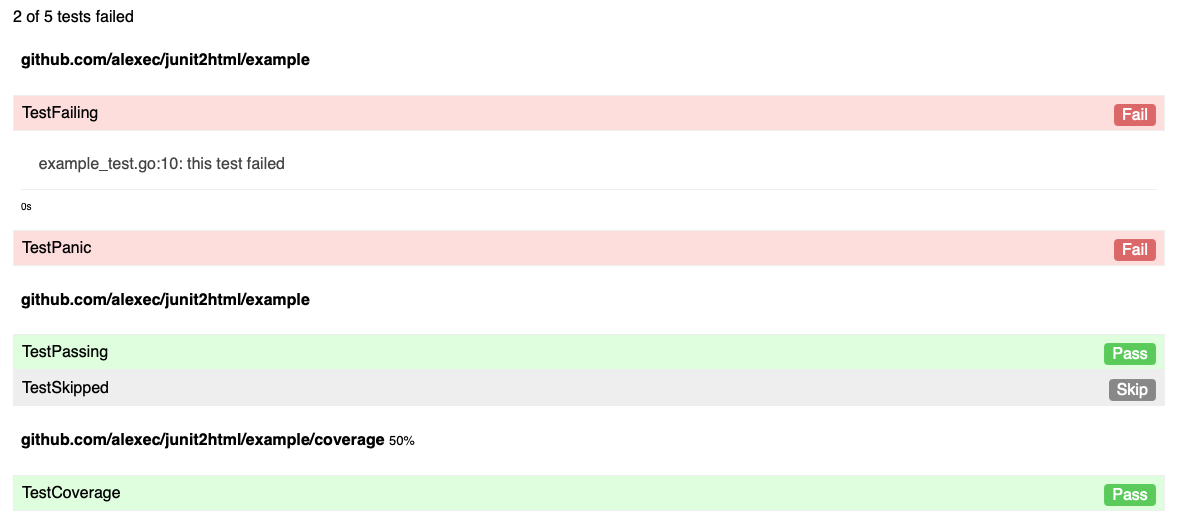 2 of 5 tests failed
github.com/alexec/junit2html/example
TestFailing Fail
example_test.go:10: this test failed
0s
TestPanic Fail
github.com/alexec/junit2html/example
TestPassing Pass
TestSkipped Skip
github.com/alexec/junit2html/example/coverage 50%
TestCoverage Pass